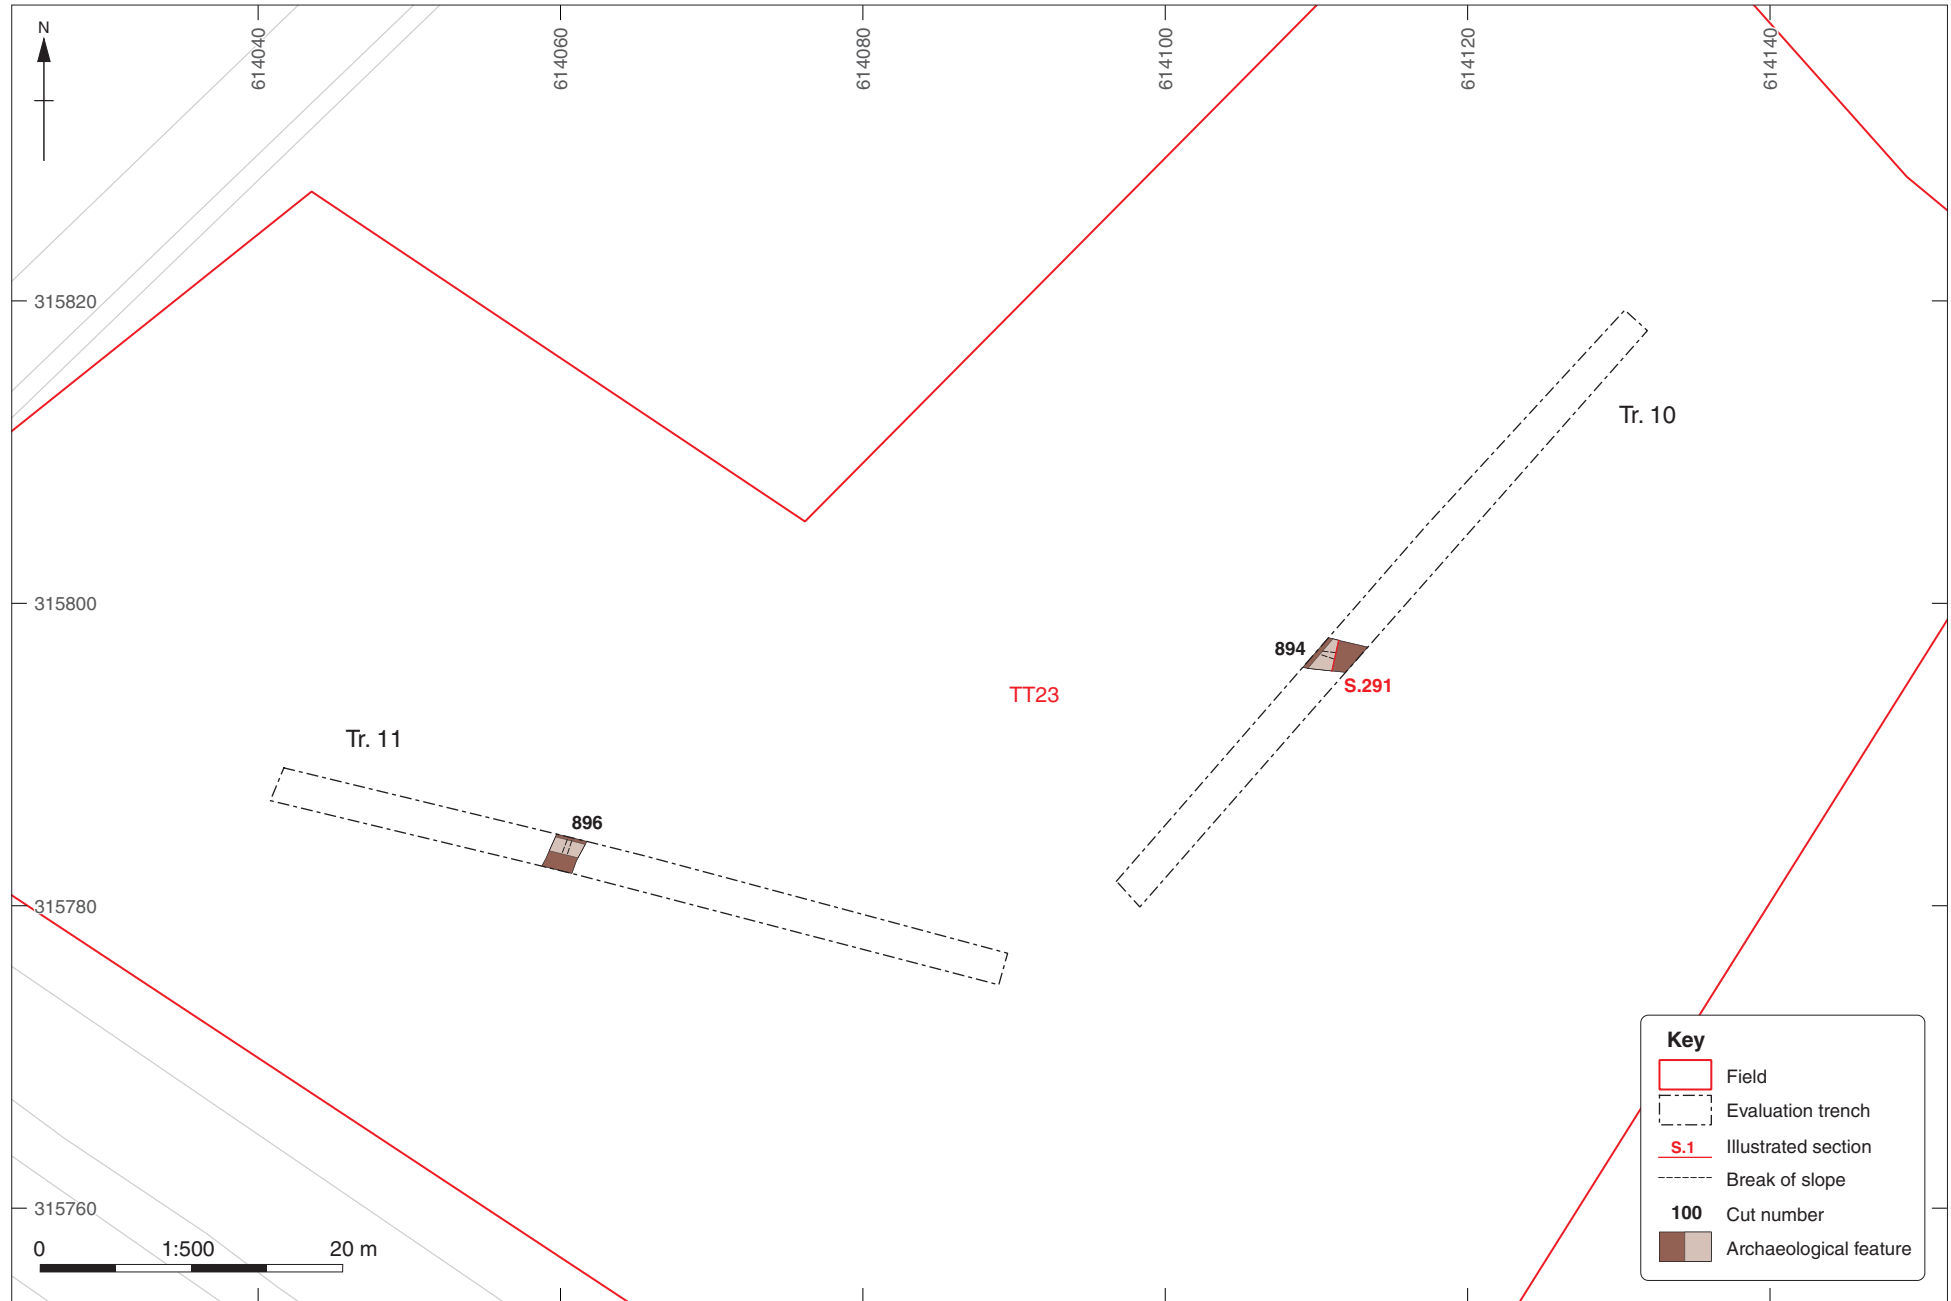 N
614040
614060
614080
614100
614120
614140
315820
Tr. 10
315800
894
S.291
TT23
Tr. 11
896
315780
315760
0 1:500 20 m
Key
Field
Evaluation trench
S.1 Illustrated section
Break of slope
100 Cut number
Archaeological feature